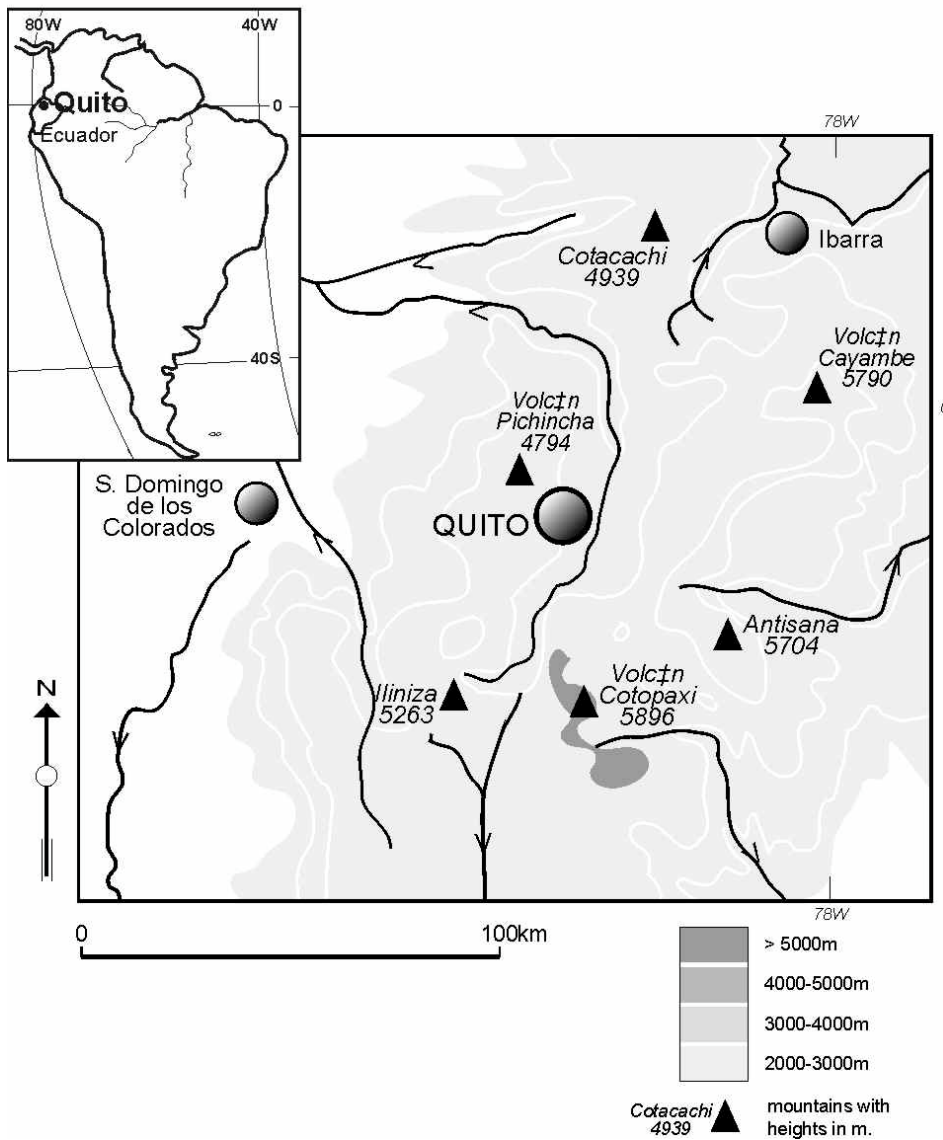 80W
40W
Quito
0
Ecuador
40S
78W
Ibarra
Cotacachi
4939
Volc‡n
Cayambe
5790
Volc‡n
Pichincha
4794
S. Domingo
de los
Colorados
QUITO
Antisana
5704
Volc‡n
Cotopaxi
5896
Iliniza
5263
N
78W
0
100km
> 5000m
4000-5000m
3000-4000m
2000-3000m
Cotacachi
4939
mountains with
heights in m.